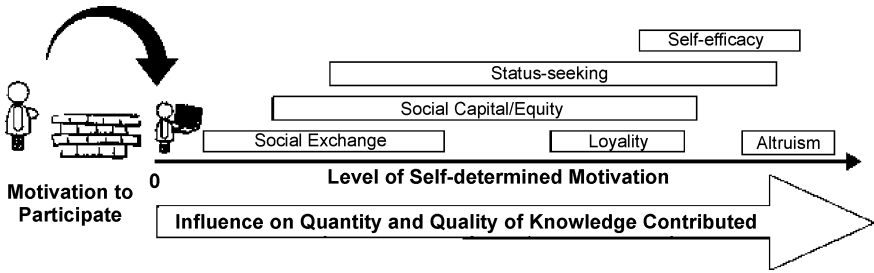 Self-efficacy
Status-seeking
Social Capital/Equity
Social Exchange
Loyality
Altruism
0
Level of Self-determined Motivation
Motivation to
Participate
Influence on Quantity and Quality of Knowledge Contributed